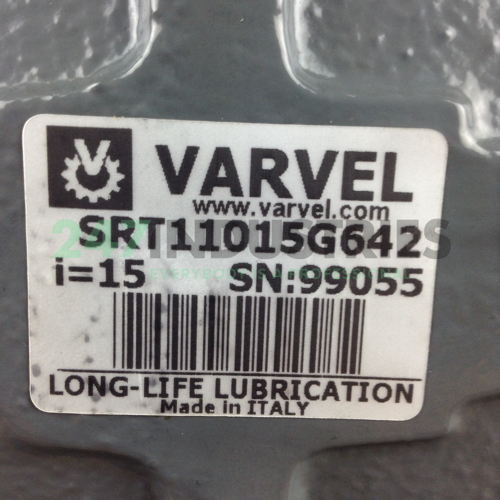 VARVEL
www.varvel.com
SRT11015G642
i=15 SN:99055
LONG-LIFE LUBRICATION
Made in ITALY